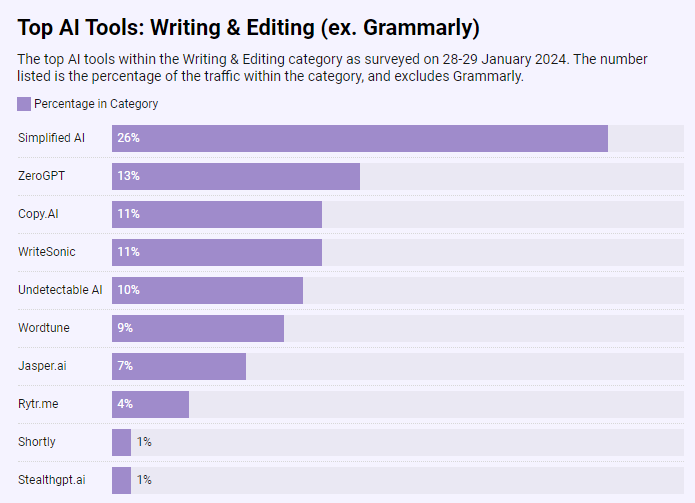 Top AI Tools: Writing & Editing (ex. Grammarly)
The top AI tools within the Writing & Editing category as surveyed on 28-29 January 2024. The number
listed is the percentage of the traffic within the category, and excludes Grammarly.
Percentage in Category
Simplified AI 26%
ZeroGPT 13%
Copy.AI 11%
WriteSonic 11%
Undetectable AI 10%
Wordtune 9%
Jasper.ai 7%
Rytr.me 4%
Shortly 1%
Stealthgpt.ai 1%